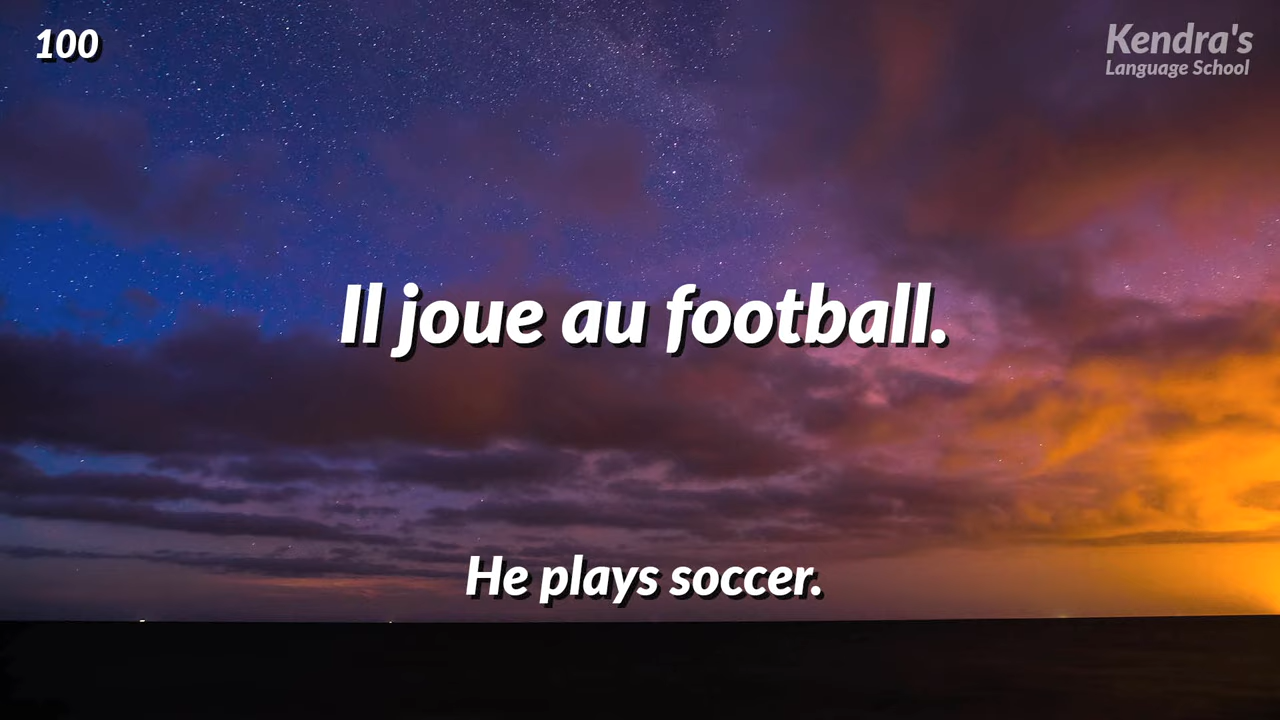 100
Kendra's
Language School
Il joue au football.
He plays soccer.